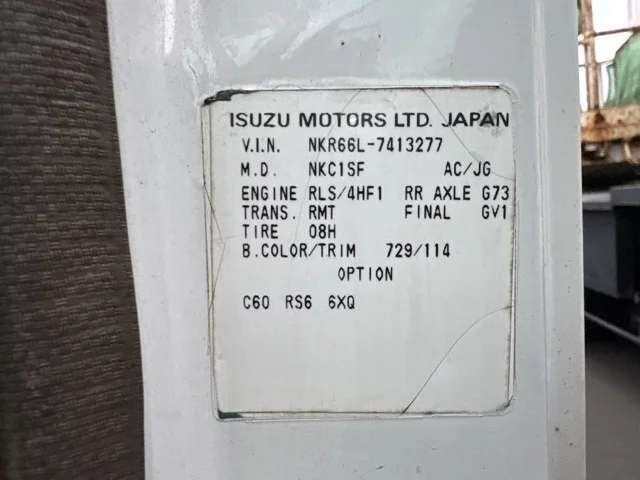 ISUZU MOTORS LTD. JAPAN
V.I.N. NKR66L-7413277
M.D. NKC1SF AC/JG
ENGINE RLS/4HF1 RR AXLE G73
TRANS. RMT FINAL GV1
TIRE 08H
B.COLOR/TRIM 729/114
OPTION
C60 RS6 6XQ